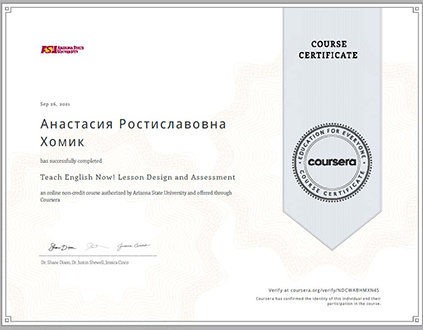 ASU ARIZONA STATE
UNIVERSITY
COURSE
CERTIFICATE
Sep 26, 2021
Анастасия Ростиславовна
Хомик
has successfully completed
Teach English Now! Lesson Design and Assessment
an online non-credit course authorized by Arizona State University and offered through
Coursera
EDUCATION FOR EVERYONE
coursera
COURSE CERTIFICATE
Dr. Shane Dixon, Dr. Justin Shewell, Jessica Cinco
Verify at coursera.org/verify/
Coursera has confirmed the identity of this individual and their
participation in the course.